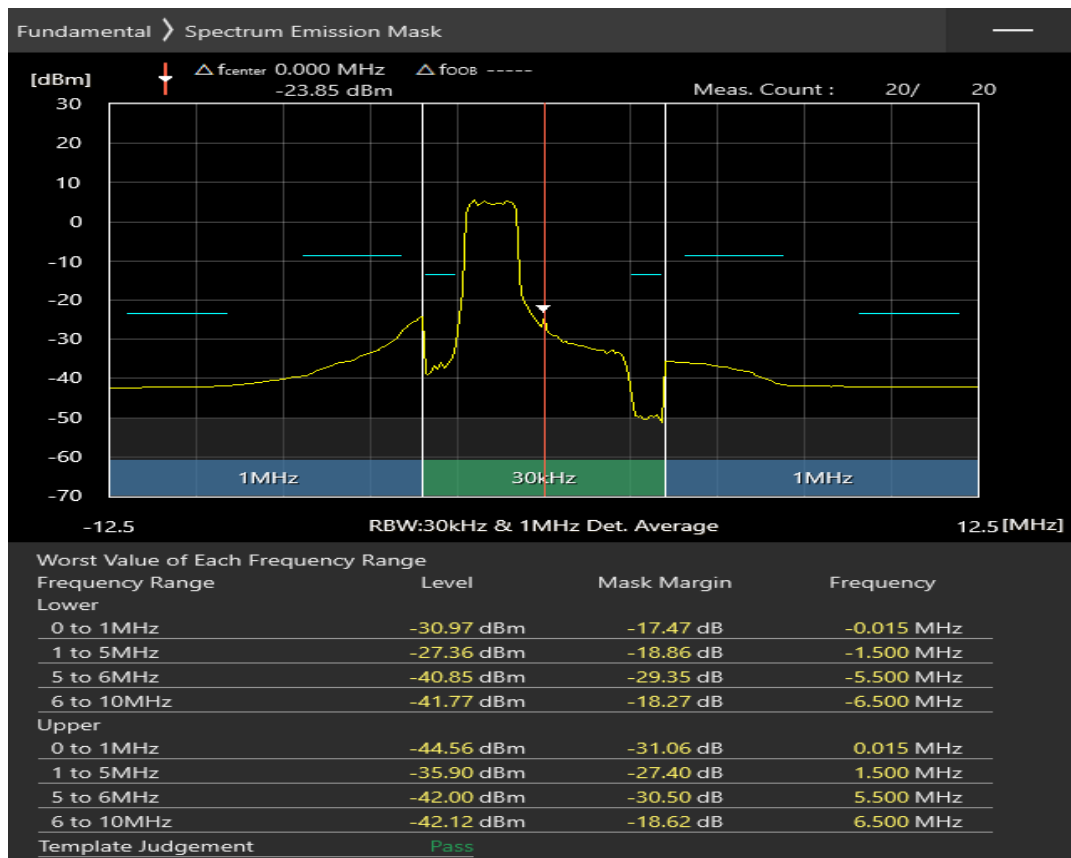 Fundamental ❯ Spectrum Emission Mask
[dBm] △ fcenter 0.000 MHz △ fOOB -----
-23.85 dBm Meas. Count : 20/ 20
30
20
10
0
-10
-20
-30
-40
-50
-60
1MHz 30kHz 1MHz
-70
-12.5 RBW:30kHz & 1MHz Det. Average 12.5 [MHz]
Worst Value of Each Frequency Range
Frequency Range Level Mask Margin Frequency
Lower
0 to 1MHz -30.97 dBm -17.47 dB -0.015 MHz
1 to 5MHz -27.36 dBm -18.86 dB -1.500 MHz
5 to 6MHz -40.85 dBm -29.35 dB -5.500 MHz
6 to 10MHz -41.77 dBm -18.27 dB -6.500 MHz
Upper
0 to 1MHz -44.56 dBm -31.06 dB 0.015 MHz
1 to 5MHz -35.90 dBm -27.40 dB 1.500 MHz
5 to 6MHz -42.00 dBm -30.50 dB 5.500 MHz
6 to 10MHz -42.12 dBm -18.62 dB 6.500 MHz
Template Judgement Pass